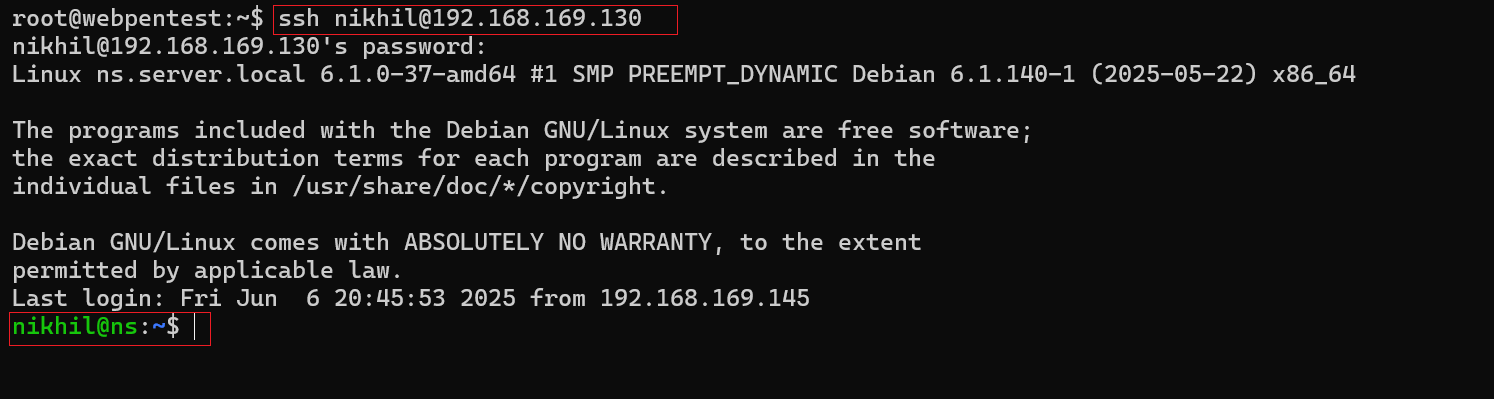 root@webpentest:~$ ssh nikhil@192.168.169.130
nikhil@192.168.169.130's password:
Linux ns.server.local 6.1.0-37-amd64 #1 SMP PREEMPT_DYNAMIC Debian 6.1.140-1 (2025-05-22) x86_64
The programs included with the Debian GNU/Linux system are free software;
the exact distribution terms for each program are described in the
individual files in /usr/share/doc/*/copyright.
Debian GNU/Linux comes with ABSOLUTELY NO WARRANTY, to the extent
permitted by applicable law.
Last login: Fri Jun  6 20:45:53 2025 from 192.168.169.145
nikhil@ns:~$